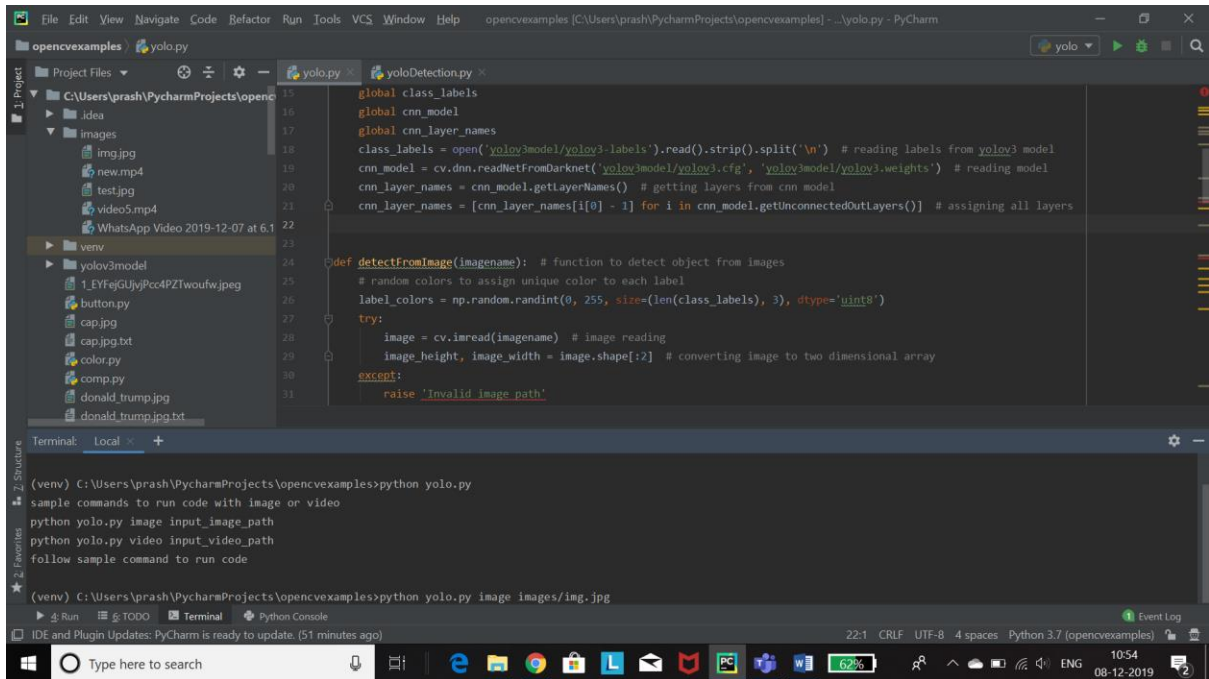 File Edit View Navigate Code Refactor Run Tools VCS Window Help opencvexamples [C:\Users\prash\PycharmProjects\opencvexamples] - ...\yolo.py - PyCharm
opencvexamples yolo.py yolo
Project Files yolo.py yoloDetection.py
1: Project
C:\Users\prash\PycharmProjects\openc
.idea
images
img.jpg
new.mp4
test.jpg
video5.mp4
WhatsApp Video 2019-12-07 at 6.1
venv
yolov3model
1_EYFejGUjvjPcc4PZTwoufw.jpeg
button.py
cap.jpg
cap.jpg.txt
color.py
comp.py
donald_trump.jpg
donald_trump.jpg.txt
15 global class_labels
16 global cnn_model
17 global cnn_layer_names
18 class_labels = open('yolov3model/yolov3-labels').read().strip().split('\n') # reading labels from yolov3 model
19 cnn_model = cv.dnn.readNetFromDarknet('yolov3model/yolov3.cfg', 'yolov3model/yolov3.weights') # reading model
20 cnn_layer_names = cnn_model.getLayerNames() # getting layers from cnn model
21 cnn_layer_names = [cnn_layer_names[i[0] - 1] for i in cnn_model.getUnconnectedOutLayers()] # assigning all layers
22
23
24 def detectFromImage(imagename): # function to detect object from images
25 # random colors to assign unique color to each label
26 label_colors = np.random.randint(0, 255, size=(len(class_labels), 3), dtype='uint8')
27 try:
28 image = cv.imread(imagename) # image reading
29 image_height, image_width = image.shape[:2] # converting image to two dimensional array
30 except:
31 raise 'Invalid image path'
Terminal: Local +
7: Structure
2: Favorites
(venv) C:\Users\prash\PycharmProjects\opencvexamples>python yolo.py
sample commands to run code with image or video
python yolo.py image input_image_path
python yolo.py video input_video_path
follow sample command to run code
(venv) C:\Users\prash\PycharmProjects\opencvexamples>python yolo.py image images/img.jpg
4: Run 6: TODO Terminal Python Console 1 Event Log
IDE and Plugin Updates: PyCharm is ready to update. (51 minutes ago) 22:1 CRLF UTF-8 4 spaces Python 3.7 (opencvexamples)
Type here to search 62% ENG 10:54
08-12-2019 2